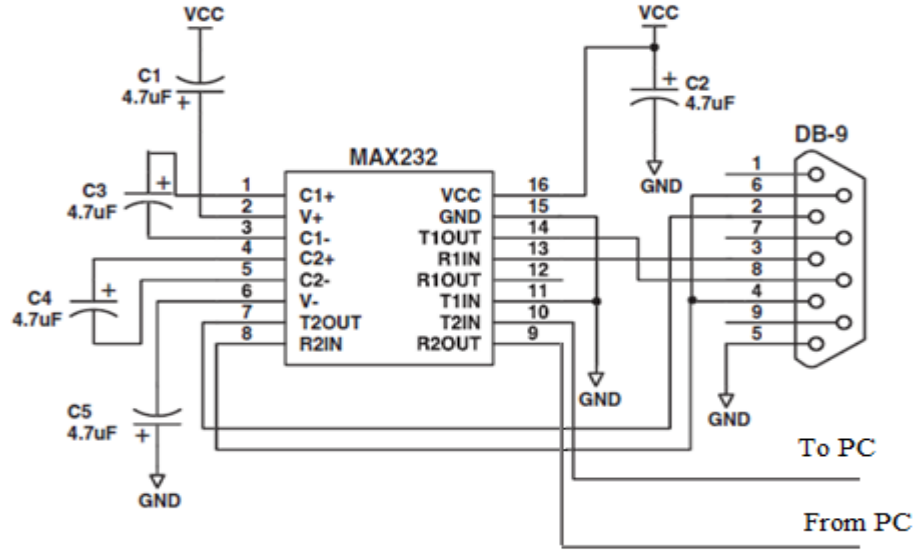 VCC
C1
4.7uF
+
VCC
+
C2
4.7uF
GND
MAX232
C3
4.7uF
+
C4
4.7uF
+
C5
4.7uF
+
GND
1 C1+ VCC 16
2 V+ GND 15
3 C1- T1OUT 14
4 C2+ R1IN 13
5 C2- R1OUT 12
6 V- T1IN 11
7 T2OUT T2IN 10
8 R2IN R2OUT 9
GND
DB-9
1
6
2
7
3
8
4
9
5
GND
To PC
From PC